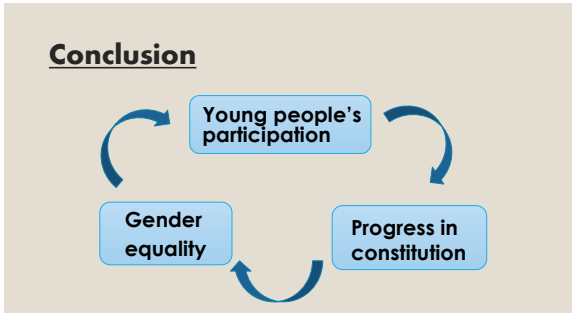 Conclusion
Young people's
participation
Gender
equality
Progress in
constitution